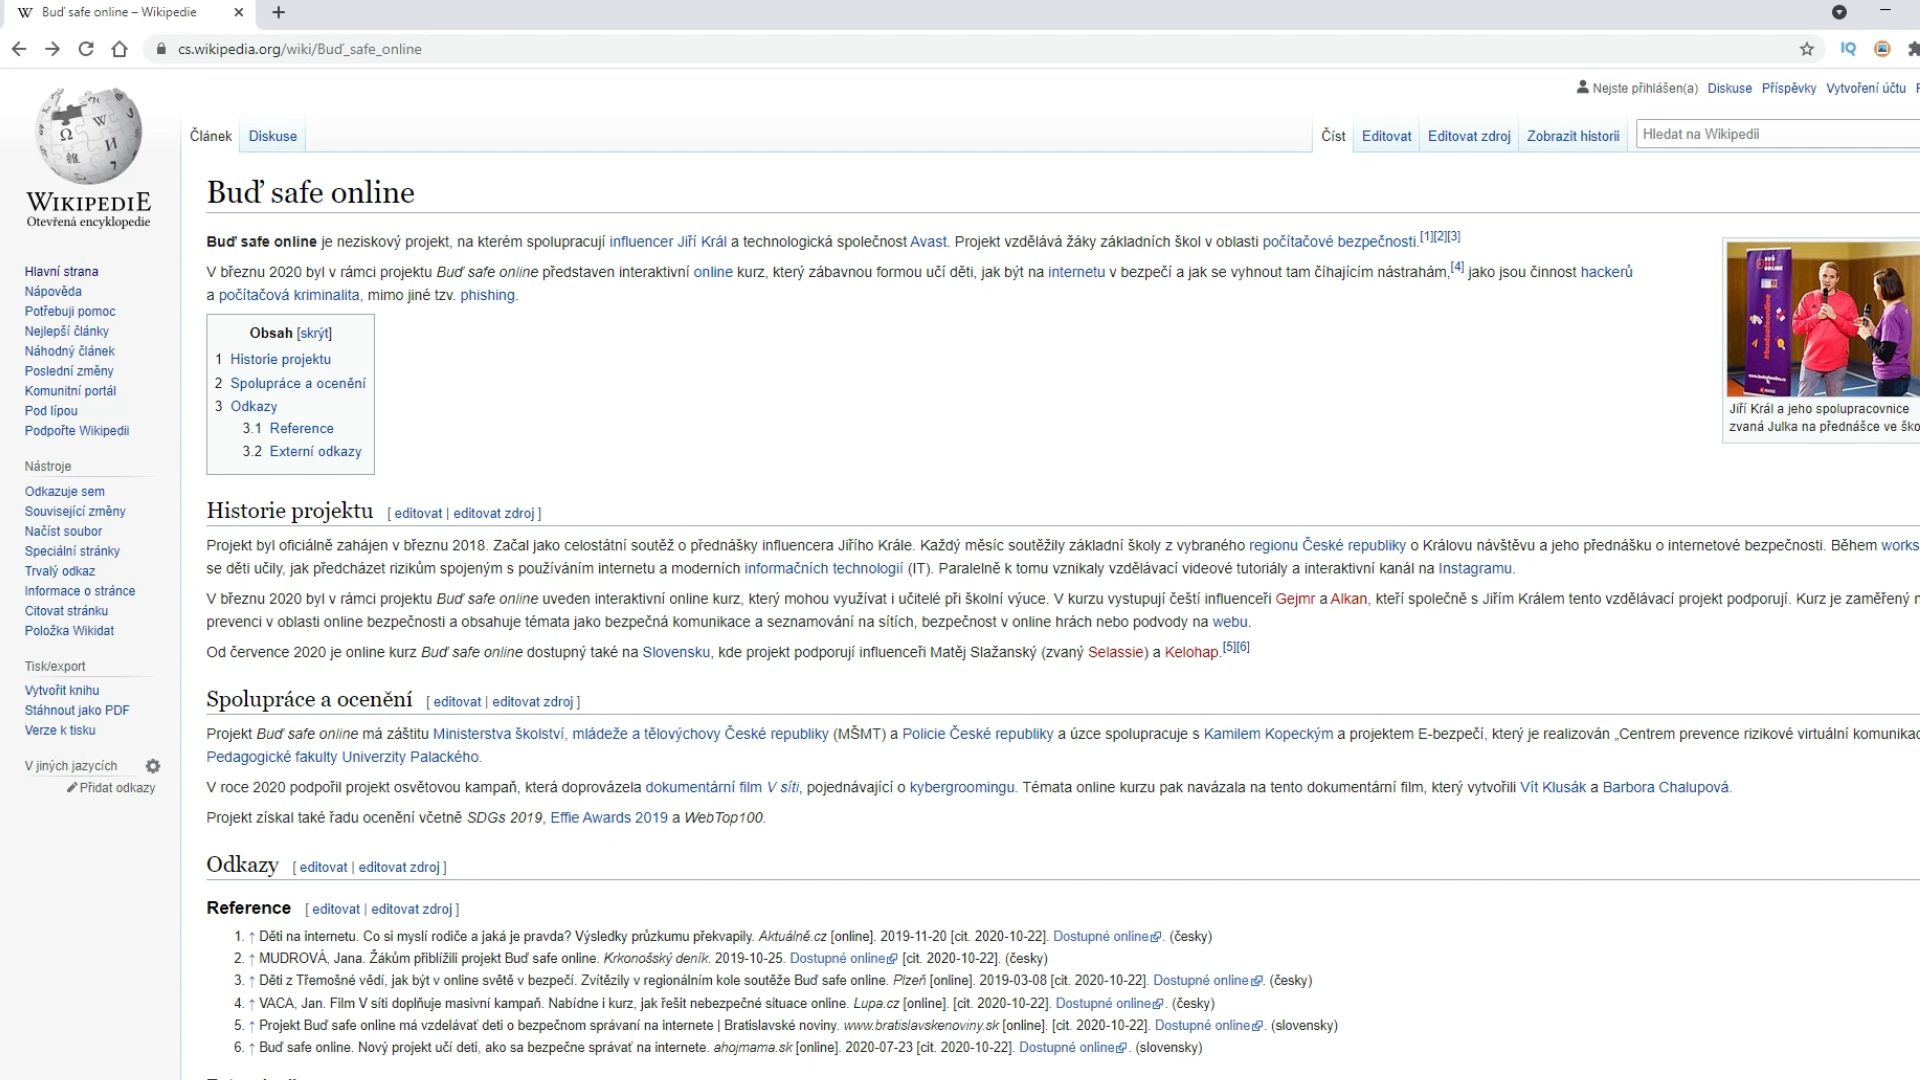 Buď safe online – Wikipedie
cs.wikipedia.org/wiki/Buď_safe_online
IQ
Nejste přihlášen(a) Diskuse Příspěvky Vytvoření účtu
Článek Diskuse Číst Editovat Editovat zdroj Zobrazit historii Hledat na Wikipedii
WIKIPEDIE
Otevřená encyklopedie
Hlavní strana
Nápověda
Potřebuji pomoc
Nejlepší články
Náhodný článek
Poslední změny
Komunitní portál
Pod lípou
Podpořte Wikipedii
Nástroje
Odkazuje sem
Související změny
Načíst soubor
Speciální stránky
Trvalý odkaz
Informace o stránce
Citovat stránku
Položka Wikidat
Tisk/export
Vytvořit knihu
Stáhnout jako PDF
Verze k tisku
V jiných jazycích
Přidat odkazy
Buď safe online
Buď safe online je neziskový projekt, na kterém spolupracují influencer Jiří Král a technologická společnost Avast. Projekt vzdělává žáky základních škol v oblasti počítačové bezpečnosti.[1][2][3]
V březnu 2020 byl v rámci projektu Buď safe online představen interaktivní online kurz, který zábavnou formou učí děti, jak být na internetu v bezpečí a jak se vyhnout tam číhajícím nástrahám,[4] jako jsou činnost hackerů
a počítačová kriminalita, mimo jiné tzv. phishing.
#budsafeonline
Jiří Král a jeho spolupracovnice
zvaná Julka na přednášce ve ško
Obsah [skrýt]
1 Historie projektu
2 Spolupráce a ocenění
3 Odkazy
3.1 Reference
3.2 Externí odkazy
Historie projektu [ editovat | editovat zdroj ]
Projekt byl oficiálně zahájen v březnu 2018. Začal jako celostátní soutěž o přednášky influencera Jiřího Krále. Každý měsíc soutěžily základní školy z vybraného regionu České republiky o Královu návštěvu a jeho přednášku o internetové bezpečnosti. Během works
se děti učily, jak předcházet rizikům spojeným s používáním internetu a moderních informačních technologií (IT). Paralelně k tomu vznikaly vzdělávací videové tutoriály a interaktivní kanál na Instagramu.
V březnu 2020 byl v rámci projektu Buď safe online uveden interaktivní online kurz, který mohou využívat i učitelé při školní výuce. V kurzu vystupují čeští influenceři Gejmr a Alkan, kteří společně s Jiřím Králem tento vzdělávací projekt podporují. Kurz je zaměřený n
prevenci v oblasti online bezpečnosti a obsahuje témata jako bezpečná komunikace a seznamování na sítích, bezpečnost v online hrách nebo podvody na webu.
Od července 2020 je online kurz Buď safe online dostupný také na Slovensku, kde projekt podporují influenceři Matěj Slažanský (zvaný Selassie) a Kelohap.[5][6]
Spolupráce a ocenění [ editovat | editovat zdroj ]
Projekt Buď safe online má záštitu Ministerstva školství, mládeže a tělovýchovy České republiky (MŠMT) a Policie České republiky a úzce spolupracuje s Kamilem Kopeckým a projektem E-bezpečí, který je realizován „Centrem prevence rizikové virtuální komunikac
Pedagogické fakulty Univerzity Palackého.
V roce 2020 podpořil projekt osvětovou kampaň, která doprovázela dokumentární film V síti, pojednávající o kybergroomingu. Témata online kurzu pak navázala na tento dokumentární film, který vytvořili Vít Klusák a Barbora Chalupová.
Projekt získal také řadu ocenění včetně SDGs 2019, Effie Awards 2019 a WebTop100.
Odkazy [ editovat | editovat zdroj ]
Reference [ editovat | editovat zdroj ]
1. ↑ Děti na internetu. Co si myslí rodiče a jaká je pravda? Výsledky průzkumu překvapily. Aktuálně.cz [online]. 2019-11-20 [cit. 2020-10-22]. Dostupné online. (česky)
2. ↑ MUDROVÁ, Jana. Žákům přiblížili projekt Buď safe online. Krkonošský deník. 2019-10-25. Dostupné online [cit. 2020-10-22]. (česky)
3. ↑ Děti z Třemošné vědí, jak být v online světě v bezpečí. Zvítězily v regionálním kole soutěže Buď safe online. Plzeň [online]. 2019-03-08 [cit. 2020-10-22]. Dostupné online. (česky)
4. ↑ VACA, Jan. Film V síti doplňuje masivní kampaň. Nabídne i kurz, jak řešit nebezpečné situace online. Lupa.cz [online]. [cit. 2020-10-22]. Dostupné online. (česky)
5. ↑ Projekt Buď safe online má vzdelávať deti o bezpečnom správaní na internete | Bratislavské noviny. www.bratislavskenoviny.sk [online]. [cit. 2020-10-22]. Dostupné online. (slovensky)
6. ↑ Buď safe online. Nový projekt učí deti, ako sa bezpečne správať na internete. ahojmama.sk [online]. 2020-07-23 [cit. 2020-10-22]. Dostupné online. (slovensky)